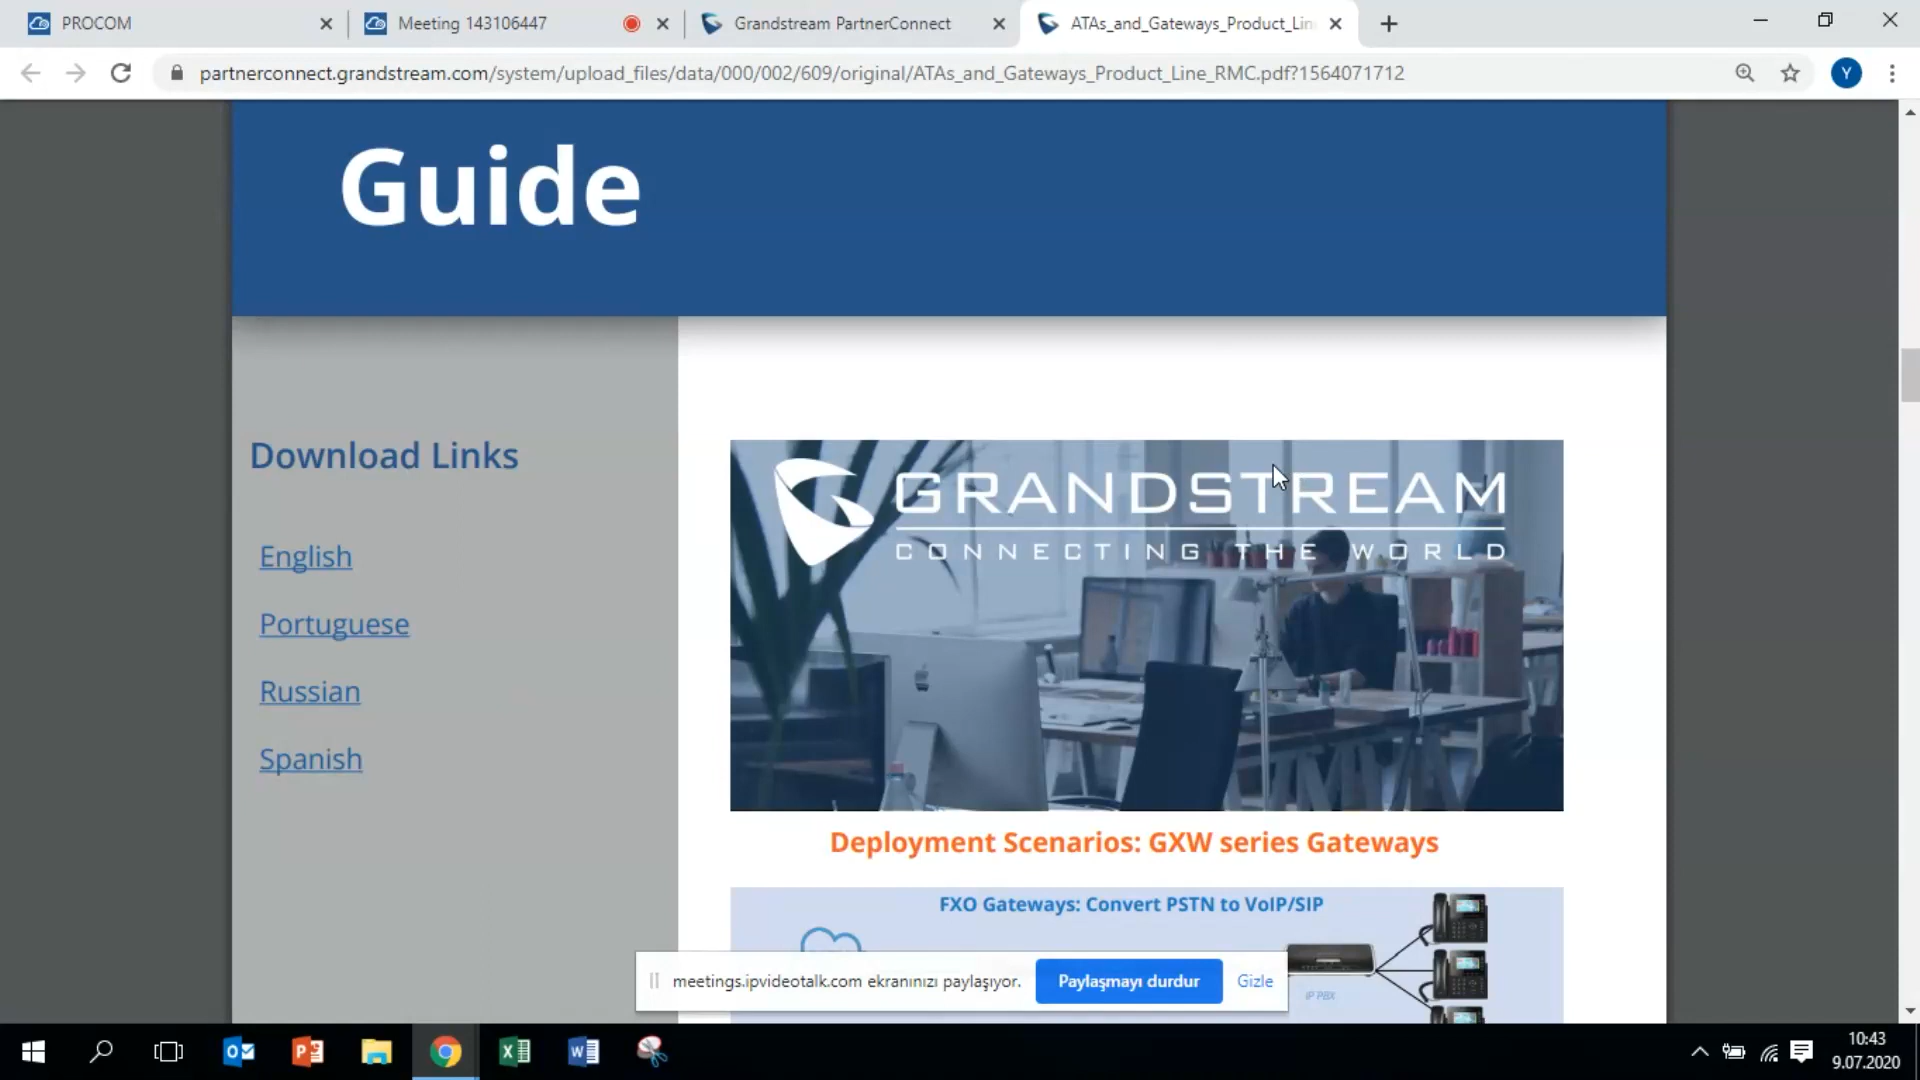 PROCOM
Meeting 143106447
Grandstream PartnerConnect
ATAs_and_Gateways_Product_Lin
partnerconnect.grandstream.com/system/upload_files/data/000/002/609/original/ATAs_and_Gateways_Product_Line_RMC.pdf?1564071712
Y
Guide
Download Links
English
Portuguese
Russian
Spanish
GRANDSTREAM
CONNECTING THE WORLD
Deployment Scenarios: GXW series Gateways
FXO Gateways: Convert PSTN to VoIP/SIP
IP PBX
meetings.ipvideotalk.com ekranınızı paylaşıyor.
Paylaşmayı durdur
Gizle
10:43
9.07.2020